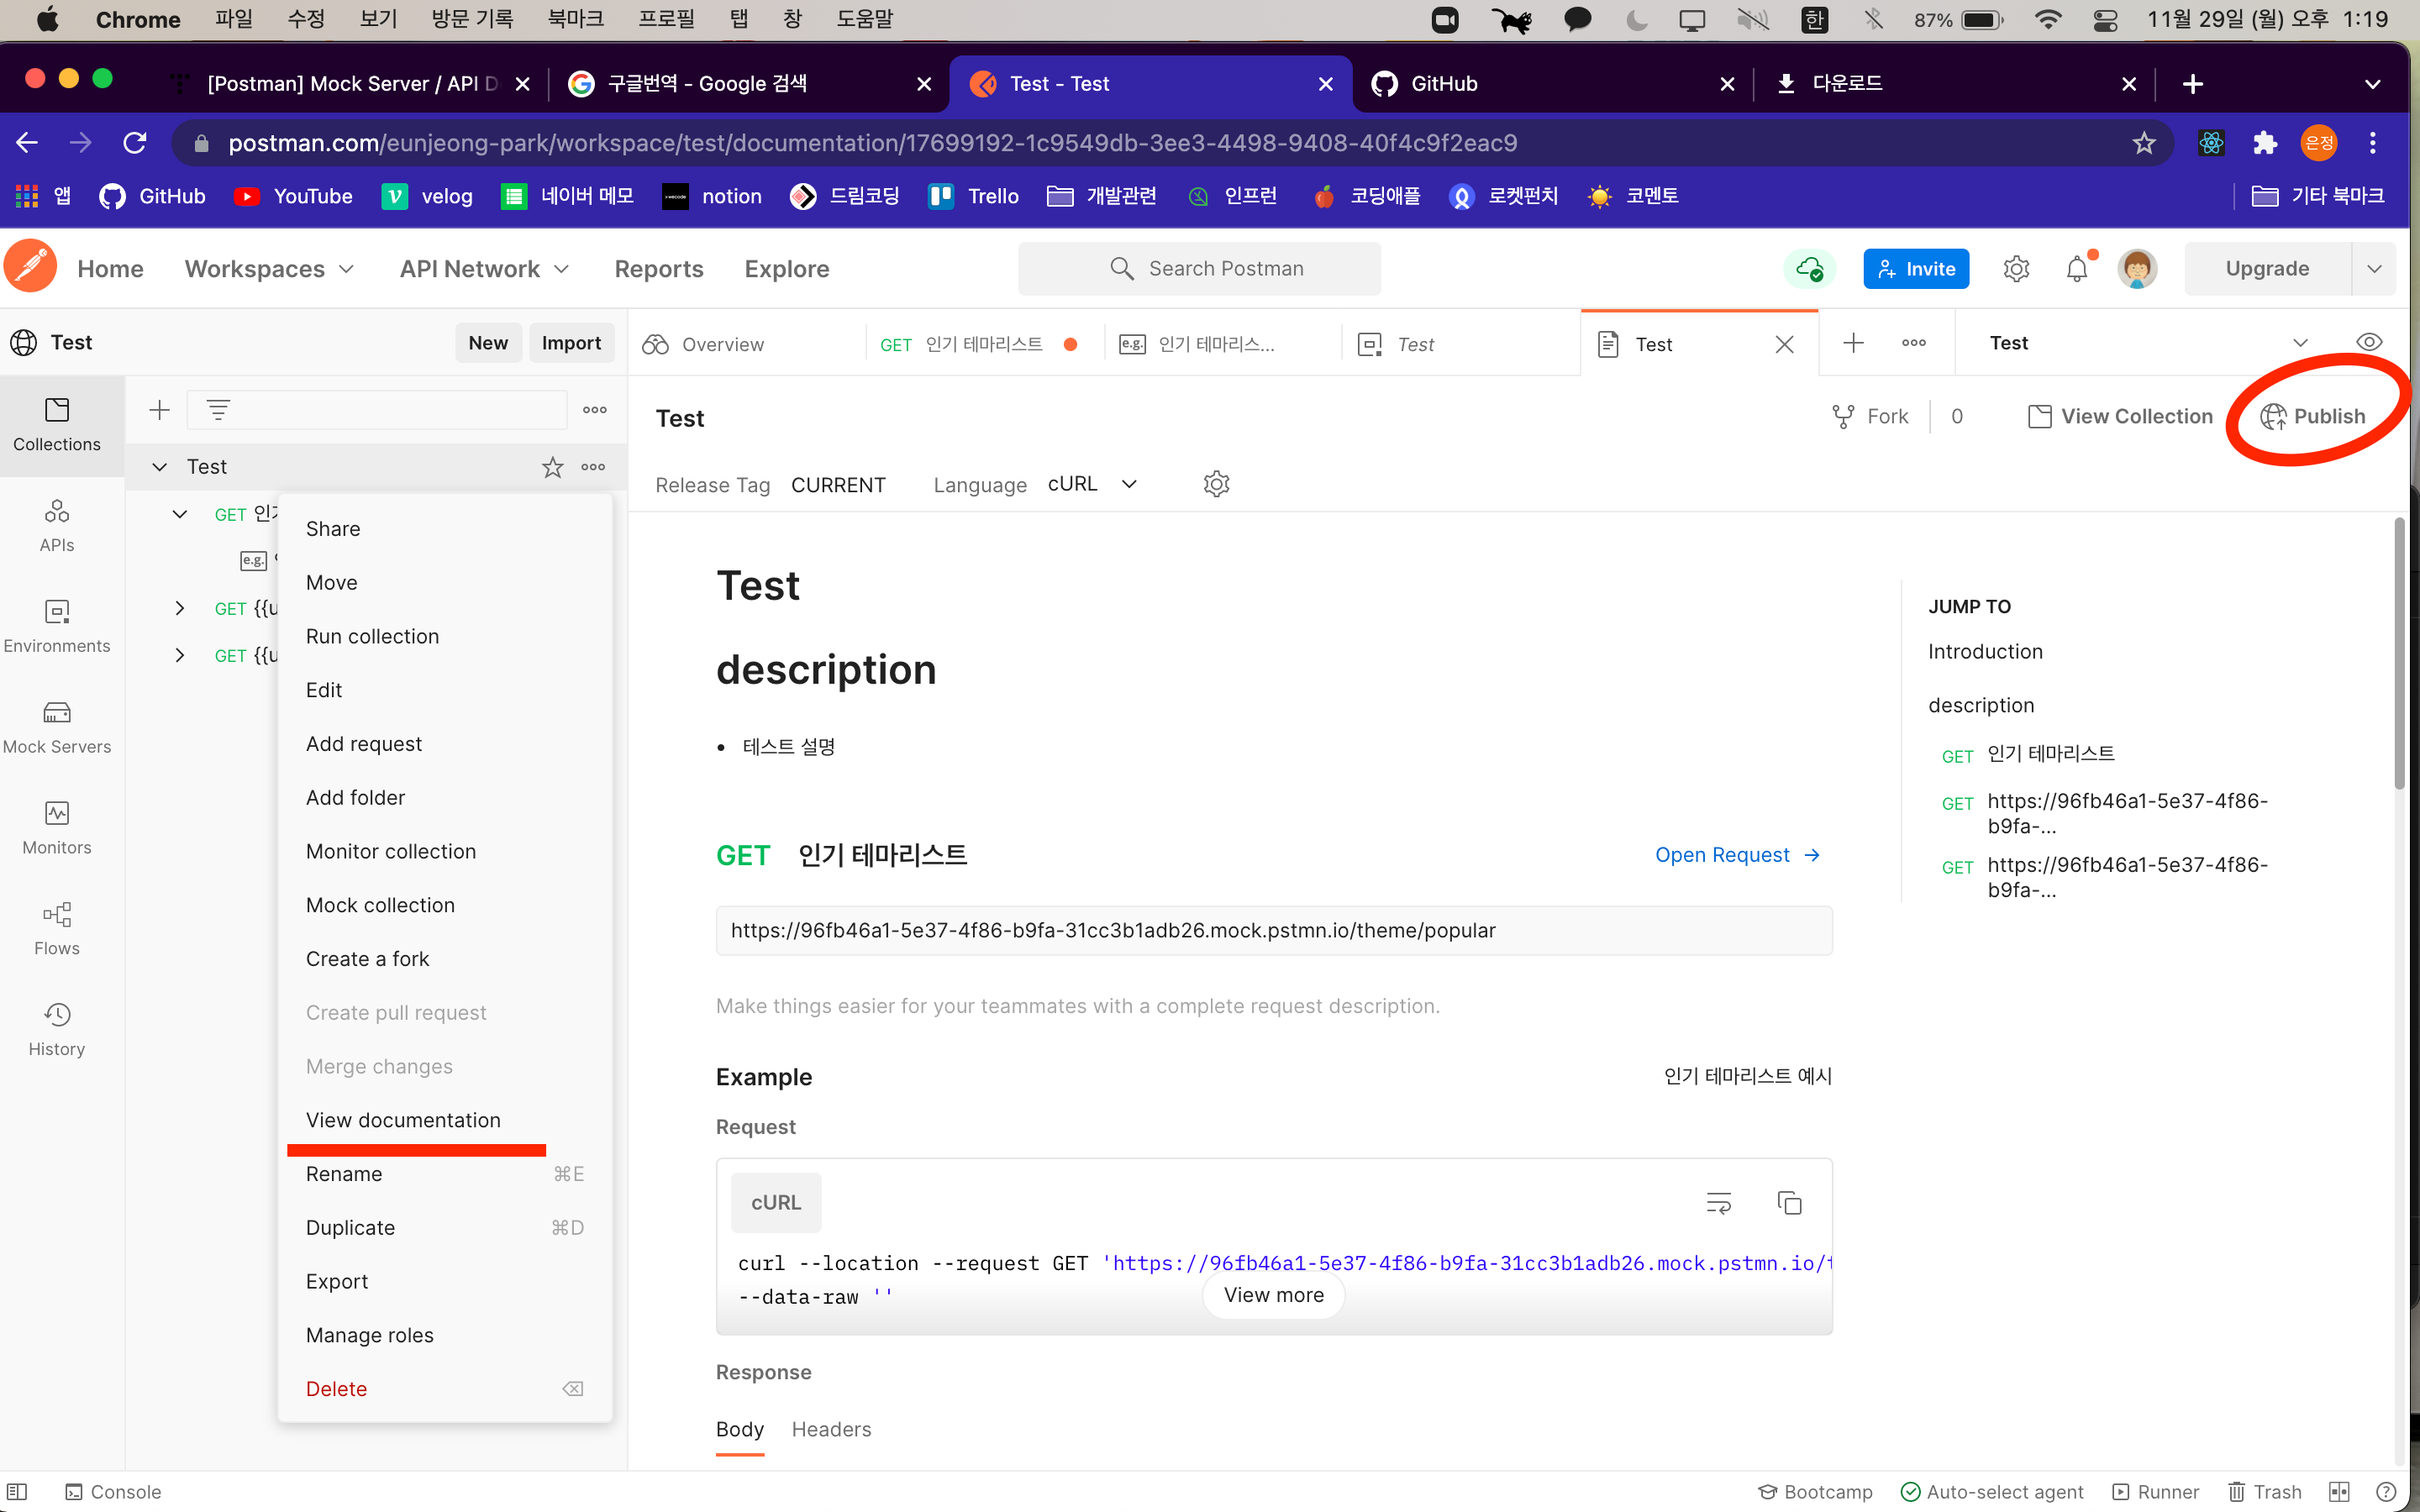 Chrome 파일 수정 보기 방문 기록 북마크 프로필 탭 창 도움말 한 87% 11월 29일 (월) 오후 1:19
[Postman] Mock Server / API D 구글번역 - Google 검색 Test - Test GitHub 다운로드
postman.com/eunjeong-park/workspace/test/documentation/17699192-1c9549db-3ee3-4498-9408-40f4c9f2eac9 은정
앱 GitHub YouTube velog 네이버 메모 notion 드림코딩 Trello 개발관련 인프런 코딩애플 로켓펀치 코멘토 기타 북마크
Home Workspaces API Network Reports Explore Search Postman Invite Upgrade
Test New Import Overview GET 인기 테마리스트 e.g. 인기 테마리스... Test Test Test
Collections
APIs
Environments
Mock Servers
Monitors
Flows
History
Test
GET 인기
e.g.
GET {{u
GET {{u
Share
Move
Run collection
Edit
Add request
Add folder
Monitor collection
Mock collection
Create a fork
Create pull request
Merge changes
View documentation
Rename ⌘E
Duplicate ⌘D
Export
Manage roles
Delete
Test Fork 0 View Collection Publish
Release Tag CURRENT Language cURL
Test
description
• 테스트 설명
GET 인기 테마리스트 Open Request →
https://96fb46a1-5e37-4f86-b9fa-31cc3b1adb26.mock.pstmn.io/theme/popular
Make things easier for your teammates with a complete request description.
Example 인기 테마리스트 예시
Request
cURL
curl --location --request GET 'https://96fb46a1-5e37-4f86-b9fa-31cc3b1adb26.mock.pstmn.io/t
--data-raw ''
View more
Response
Body Headers
JUMP TO
Introduction
description
GET 인기 테마리스트
GET https://96fb46a1-5e37-4f86-
b9fa-...
GET https://96fb46a1-5e37-4f86-
b9fa-...
Console Bootcamp Auto-select agent Runner Trash